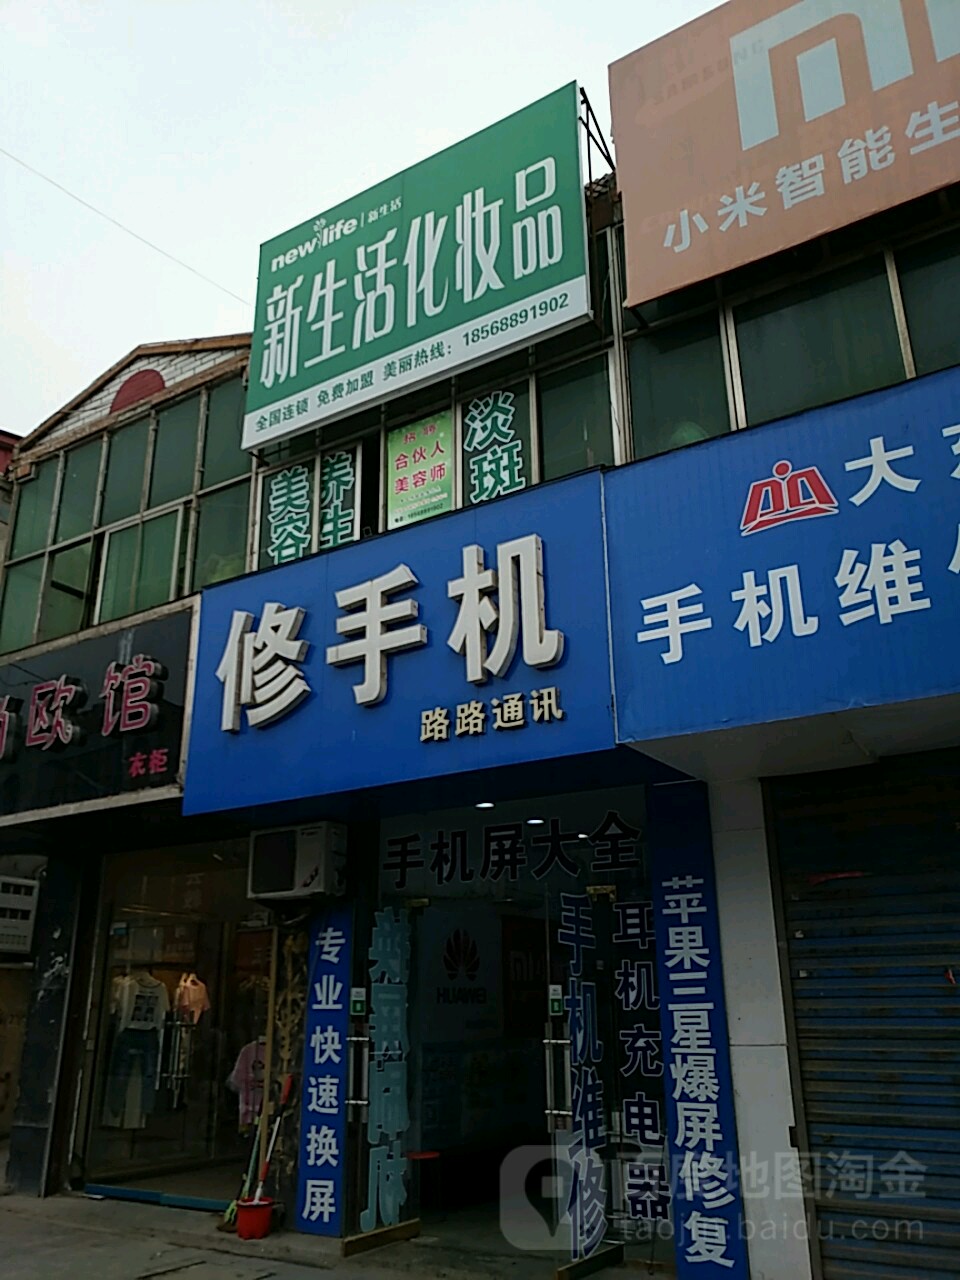 new life 新生活
新生活化妆品
全国连锁 免费加盟 美丽热线：18568891902
小米智能生
美容
养生
招聘
合伙人
美容师
淡斑
大
手机维
修手机
路路通讯
欧馆
衣柜
手机屏大全
专业快速换屏
HUAWEI
手机维修
耳机充电器
苹果三星爆屏修复
地图淘金
taojin.baidu.com